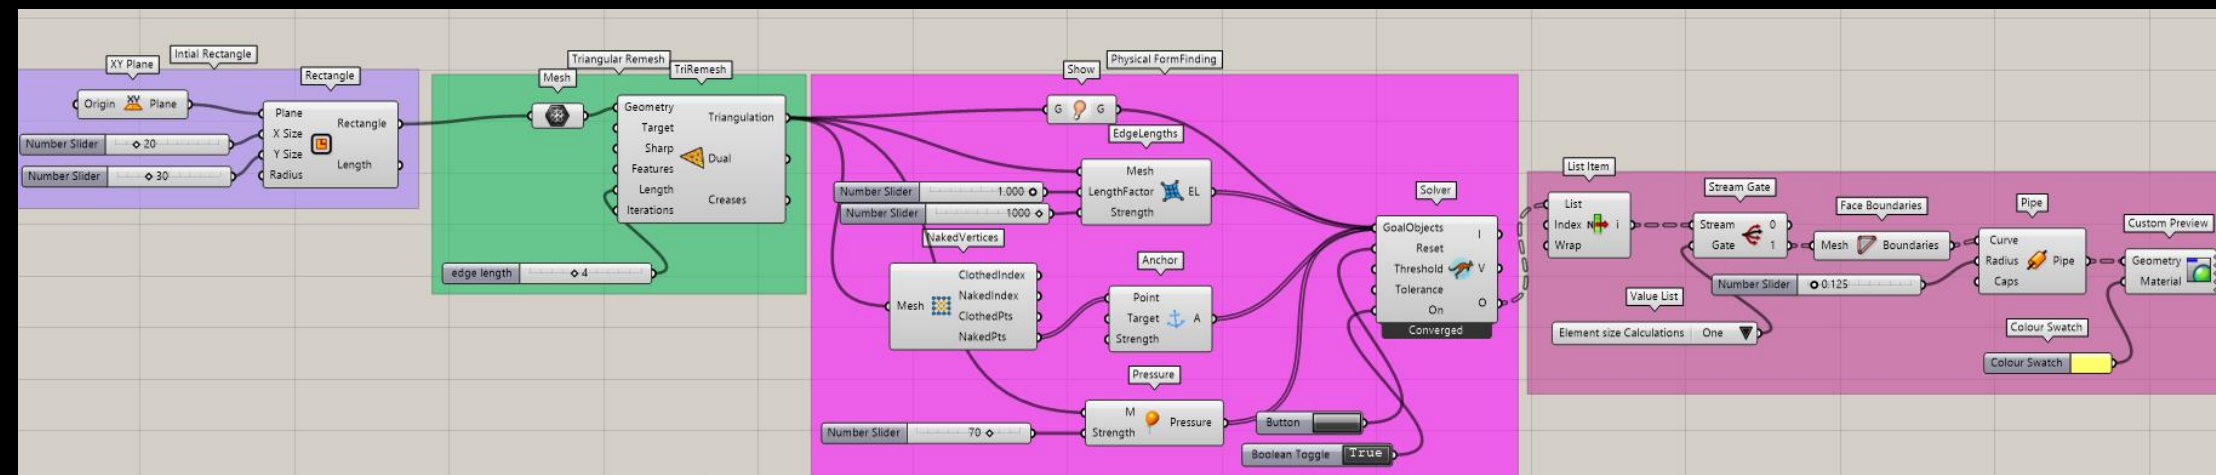 Intial Rectangle
XY Plane
Rectangle
Origin XY Plane
Number Slider 20
Number Slider 30
Plane
X Size
Y Size
Radius
Rectangle
Length
Triangular Remesh
Mesh
TriRemesh
Geometry
Target
Sharp
Features
Length
Iterations
Triangulation
Dual
Creases
edge length 4
Physical FormFinding
Show
G G
EdgeLengths
Mesh
LengthFactor
Strength
EL
Number Slider 1.000
Number Slider 1000
NakedVertices
Mesh
ClothedIndex
NakedIndex
ClothedPts
NakedPts
Anchor
Point
Target
Strength
A
Pressure
M
Strength
Pressure
Number Slider 70
Button
Boolean Toggle True
Solver
GoalObjects
Reset
Threshold
Tolerance
On
I
V
O
Converged
List Item
List
Index N
Wrap
i
Stream Gate
Stream
Gate
0
1
Face Boundaries
Mesh Boundaries
Number Slider 0.125
Value List
Element size Calculations One
Pipe
Curve
Radius
Caps
Pipe
Custom Preview
Geometry
Material
Colour Swatch
Colour Swatch